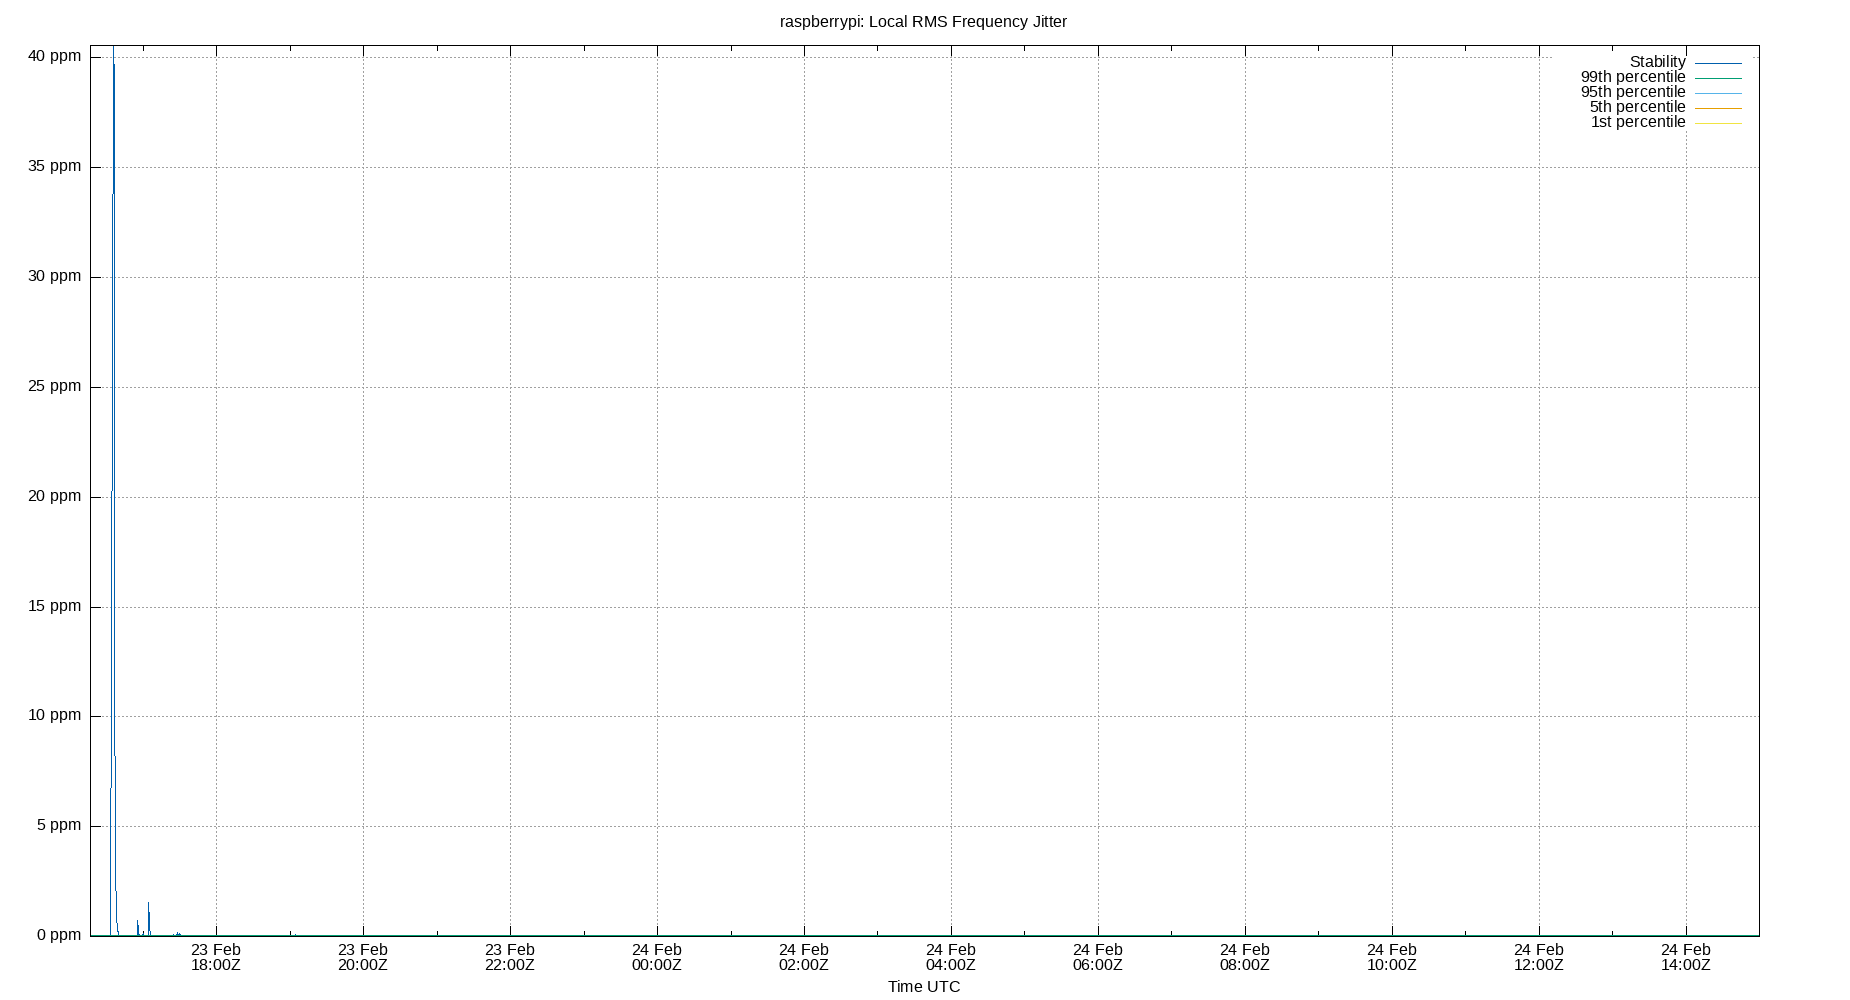 raspberrypi: Local RMS Frequency Jitter
40 ppm
35 ppm
30 ppm
25 ppm
20 ppm
15 ppm
10 ppm
5 ppm
0 ppm
Stability
99th percentile
95th percentile
5th percentile
1st percentile
23 Feb
18:00Z
23 Feb
20:00Z
23 Feb
22:00Z
24 Feb
00:00Z
24 Feb
02:00Z
24 Feb
04:00Z
24 Feb
06:00Z
24 Feb
08:00Z
24 Feb
10:00Z
24 Feb
12:00Z
24 Feb
14:00Z
Time UTC